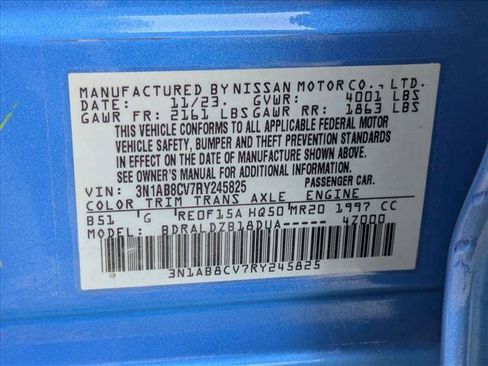 MANUFACTURED BY NISSAN MOTOR CO., LTD.
DATE: 11/23. GVWR: 4001 LBS
GAWR FR: 2161 LBS GAWR RR: 1863 LBS
THIS VEHICLE CONFORMS TO ALL APPLICABLE FEDERAL MOTOR
VEHICLE SAFETY, BUMPER AND THEFT PREVENTION STANDARDS
IN EFFECT ON THE DATE OF MANUFACTURE SHOWN ABOVE.
SEE OWNER'S MANUAL FOR ADDITIONAL INFORMATION.
VIN: 3N1AB8CV7RY245825 PASSENGER CAR.
COLOR TRIM TRANS AXLE ENGINE
B51 G RE0F15A HQ50 MR20 1997 CC
MODEL: BDRALDZB18DUA----- 4Z000
3N1AB8CV7RY245825